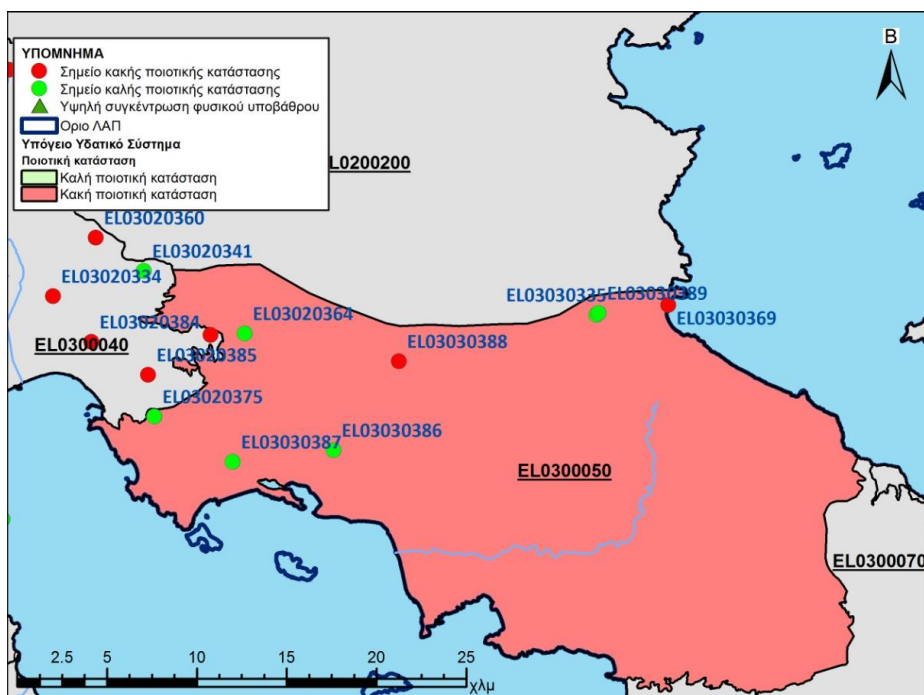 ΥΠΟΜΝΗΜΑ
Σημείο κακής ποιοτικής κατάστασης
Σημείο καλής ποιοτικής κατάστασης
Υψηλή συγκέντρωση φυσικού υποβάθρου
Οριο ΛΑΠ
Υπόγειο Υδατικό Σύστημα
Ποιοτική κατάσταση
Καλή ποιοτική κατάσταση
Κακή ποιοτική κατάσταση
Β
L0200200
EL03020360
EL03020341
EL03020334
EL03020364
EL03030335
EL03030389
EL03030369
EL03020384
EL0300040
EL03020385
EL03030388
EL03020375
EL03030387
EL03030386
EL0300050
EL0300070
2.5 5 10 15 20 25
χλμ